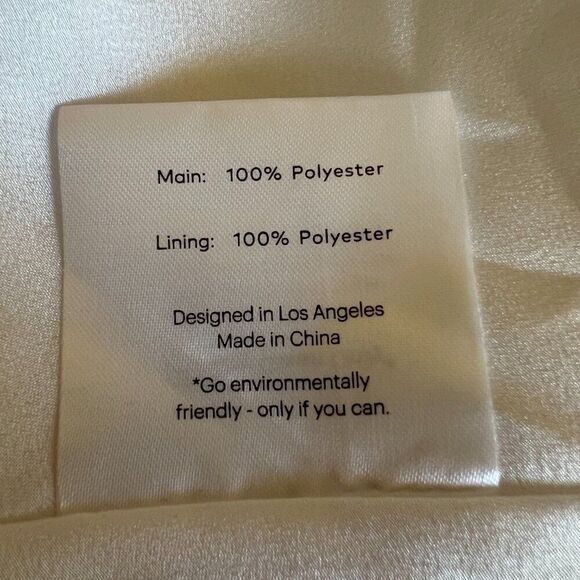 Main: 100% Polyester
Lining: 100% Polyester
Designed in Los Angeles
Made in China
*Go environmentally
friendly - only if you can.